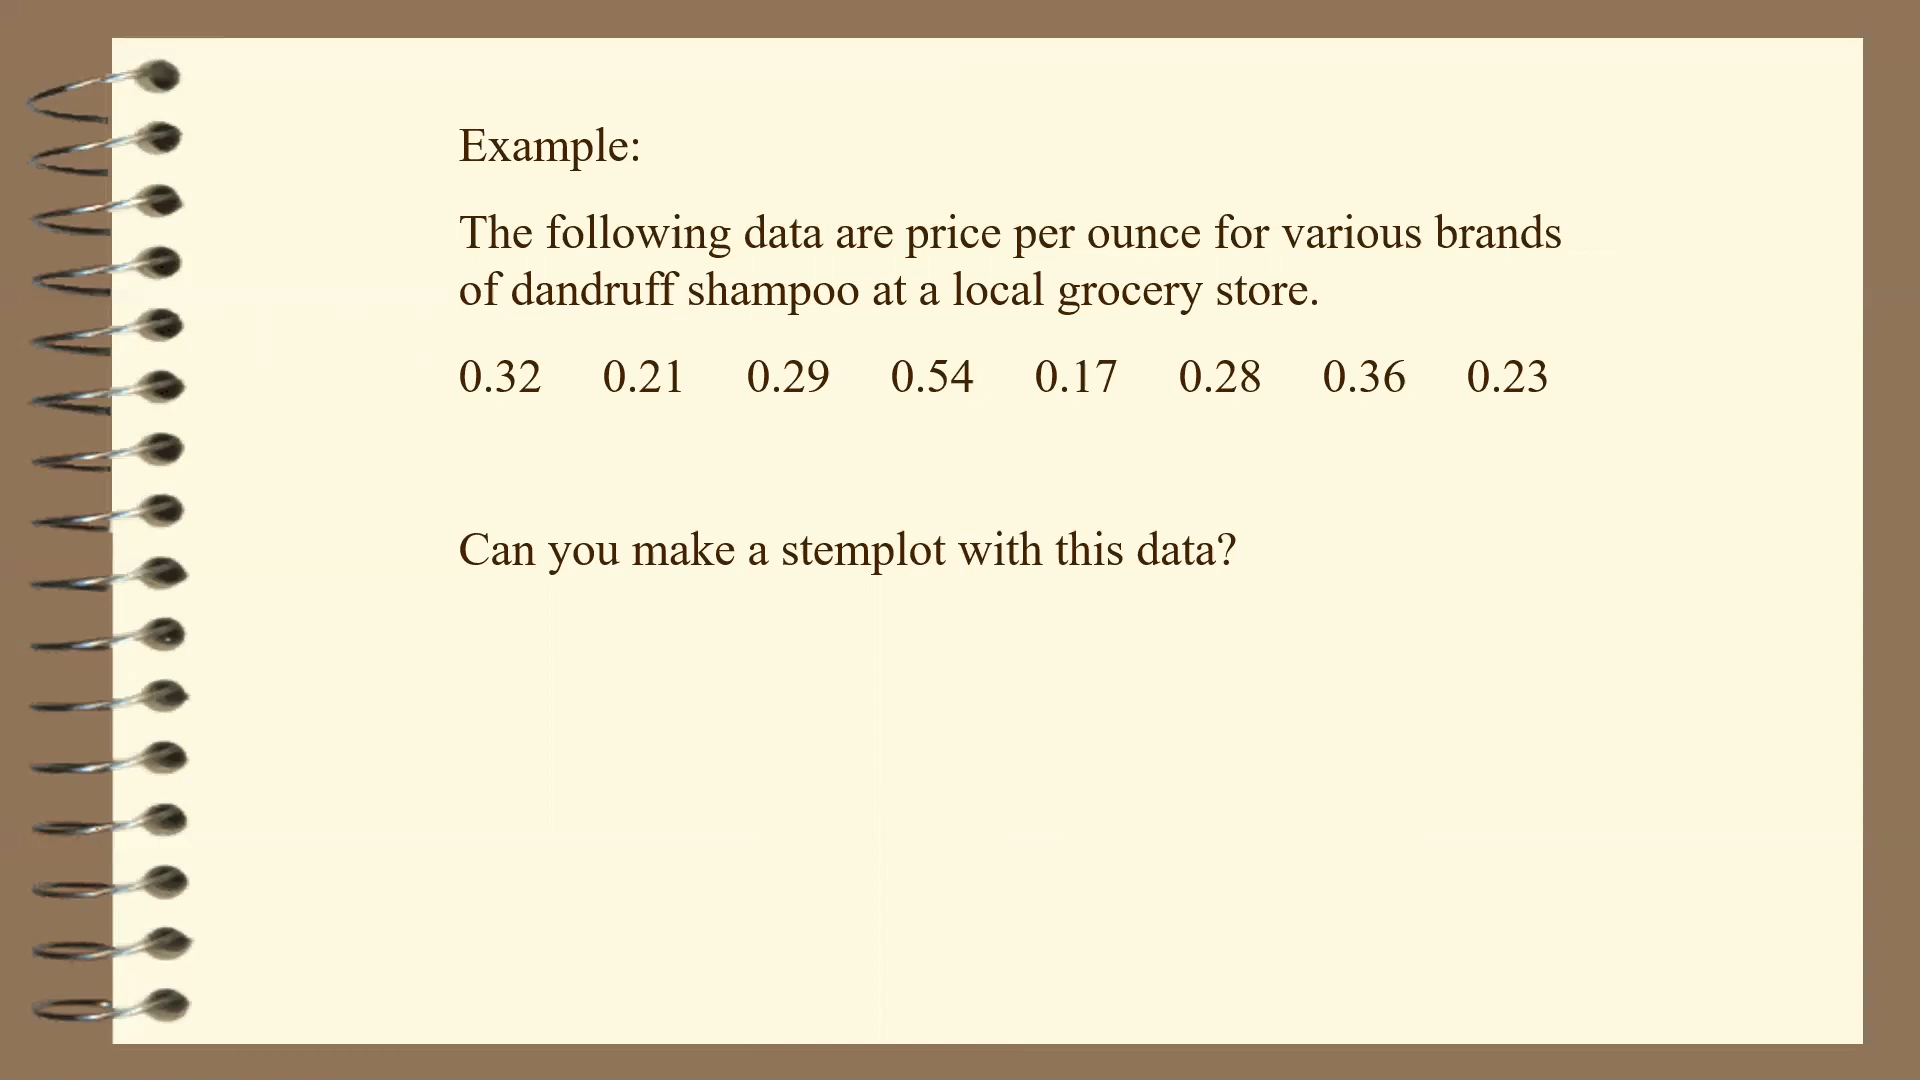 Example:
The following data are price per ounce for various brands
of dandruff shampoo at a local grocery store.
0.32 0.21 0.29 0.54 0.17 0.28 0.36 0.23
Can you make a stemplot with this data?